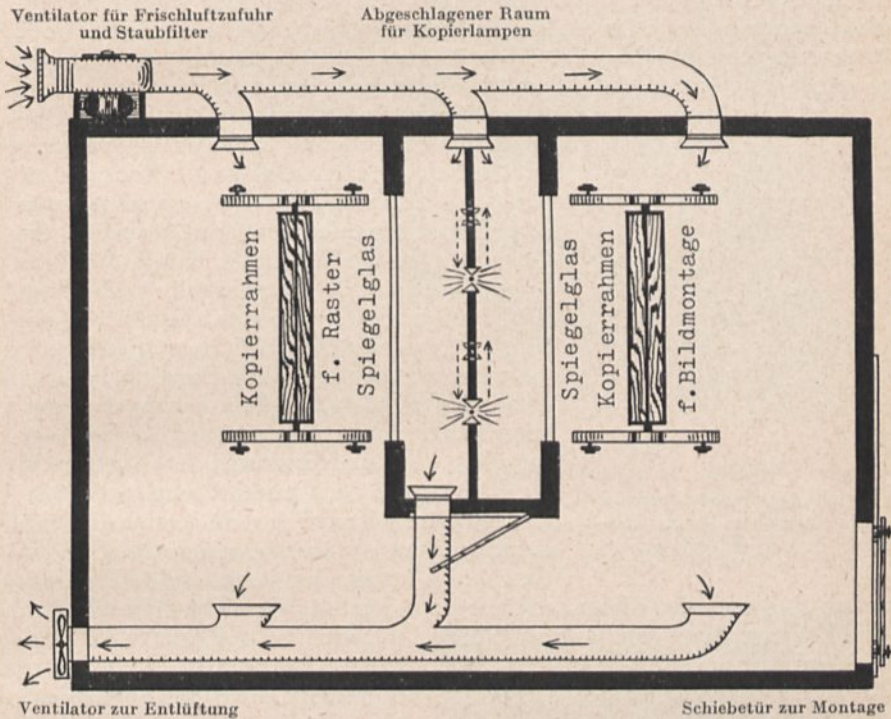 Ventilator für Frischluftzufuhr
und Staubfilter
Abgeschlagener Raum
für Kopierlampen
Kopierrahmen
f. Raster
Spiegelglas
Spiegelglas
Kopierrahmen
f.Bildmontage
Ventilator zur Entlüftung
Schiebetür zur Montage